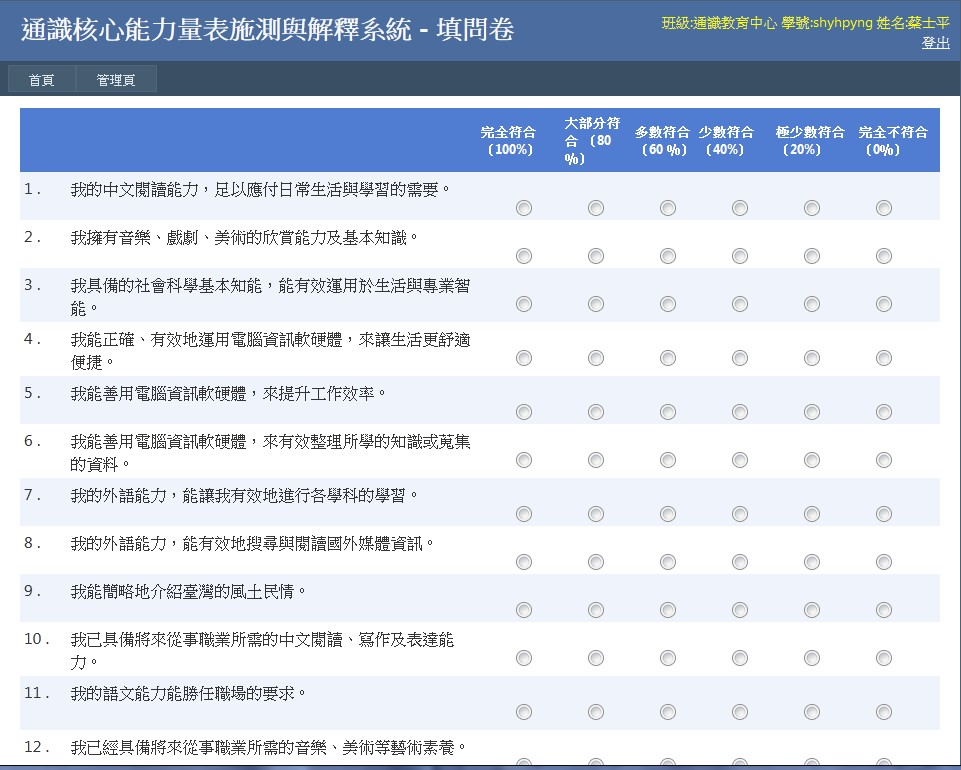 通識核心能力量表施測與解釋系統 - 填問卷
班級:通識教育中心 學號:shyhpyng 姓名:蔡士平
登出
首頁 管理頁
完全符合 (100%) 大部分符合 (80 %) 多數符合 (60 %) 少數符合 (40%) 極少數符合 (20%) 完全不符合 (0%)
1. 我的中文閱讀能力，足以應付日常生活與學習的需要。
2. 我擁有音樂、戲劇、美術的欣賞能力及基本知識。
3. 我具備的社會科學基本知能，能有效運用於生活與專業智
能。
4. 我能正確、有效地運用電腦資訊軟硬體，來讓生活更舒適
便捷。
5. 我能善用電腦資訊軟硬體，來提升工作效率。
6. 我能善用電腦資訊軟硬體，來有效整理所學的知識或蒐集
的資料。
7. 我的外語能力，能讓我有效地進行各學科的學習。
8. 我的外語能力，能有效地搜尋與閱讀國外媒體資訊。
9. 我能簡略地介紹臺灣的風土民情。
10. 我已具備將來從事職業所需的中文閱讀、寫作及表達能
力。
11. 我的語文能力能勝任職場的要求。
12. 我已經具備將來從事職業所需的音樂、美術等藝術素養。